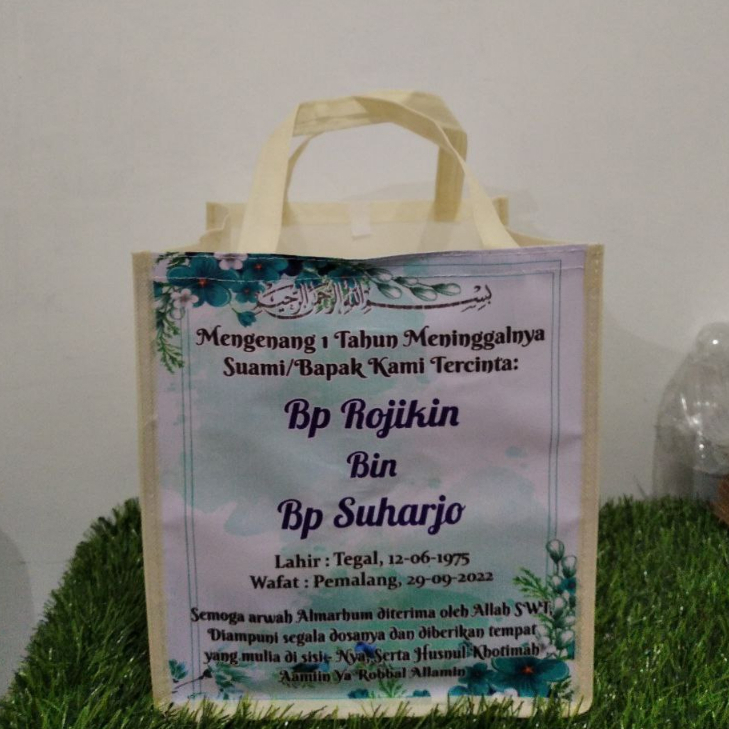 بسم الله الرحمن الرحيم
Mengenang 1 Tahun Meninggalnya
Suami/Bapak Kami Tercinta:
Bp Rojikin
Bin
Bp Suharjo
Lahir : Tegal, 12-06-1975
Wafat : Pemalang, 29-09-2022
Semoga arwah Almarhum diterima oleh Allah SWT,
Diampuni segala dosanya dan diberikan tempat
yang mulia di sisi- Nya, Serta Husnul Khotimah
Aamiin Ya Robbal Allamin